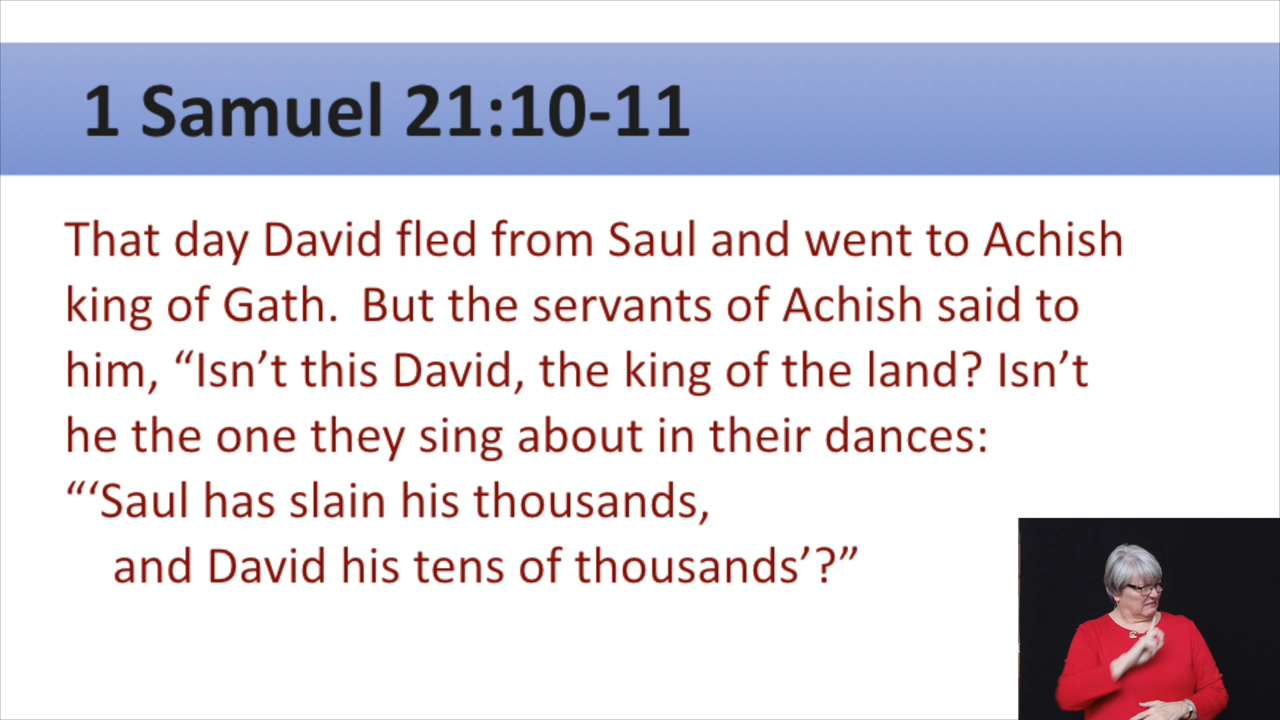 1 Samuel 21:10-11
That day David fled from Saul and went to Achish
king of Gath.  But the servants of Achish said to
him, “Isn’t this David, the king of the land? Isn’t
he the one they sing about in their dances:
“‘Saul has slain his thousands,
and David his tens of thousands’?”